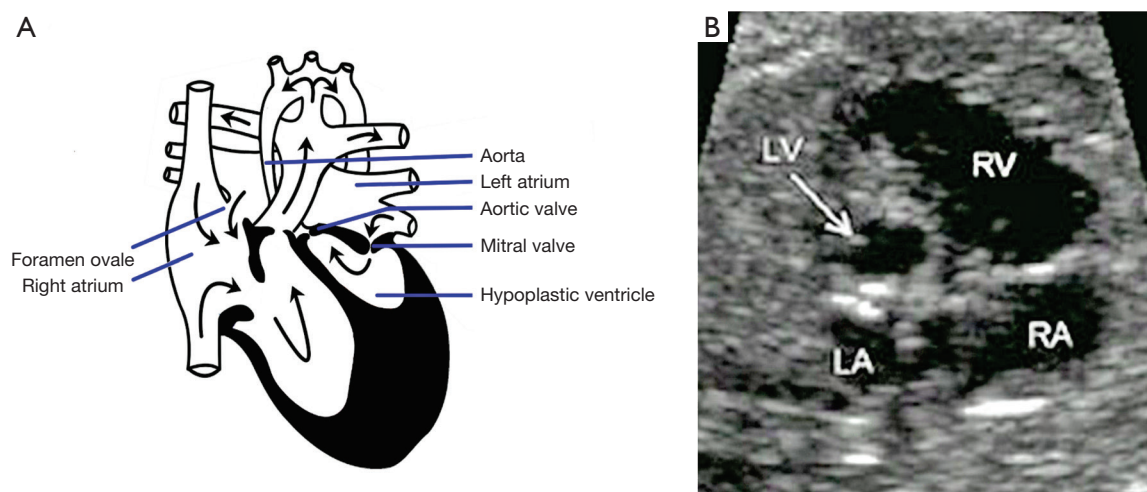 A
Aorta
Left atrium
Aortic valve
Mitral valve
Hypoplastic ventricle
Foramen ovale
Right atrium
B
LV
RV
LA
RA